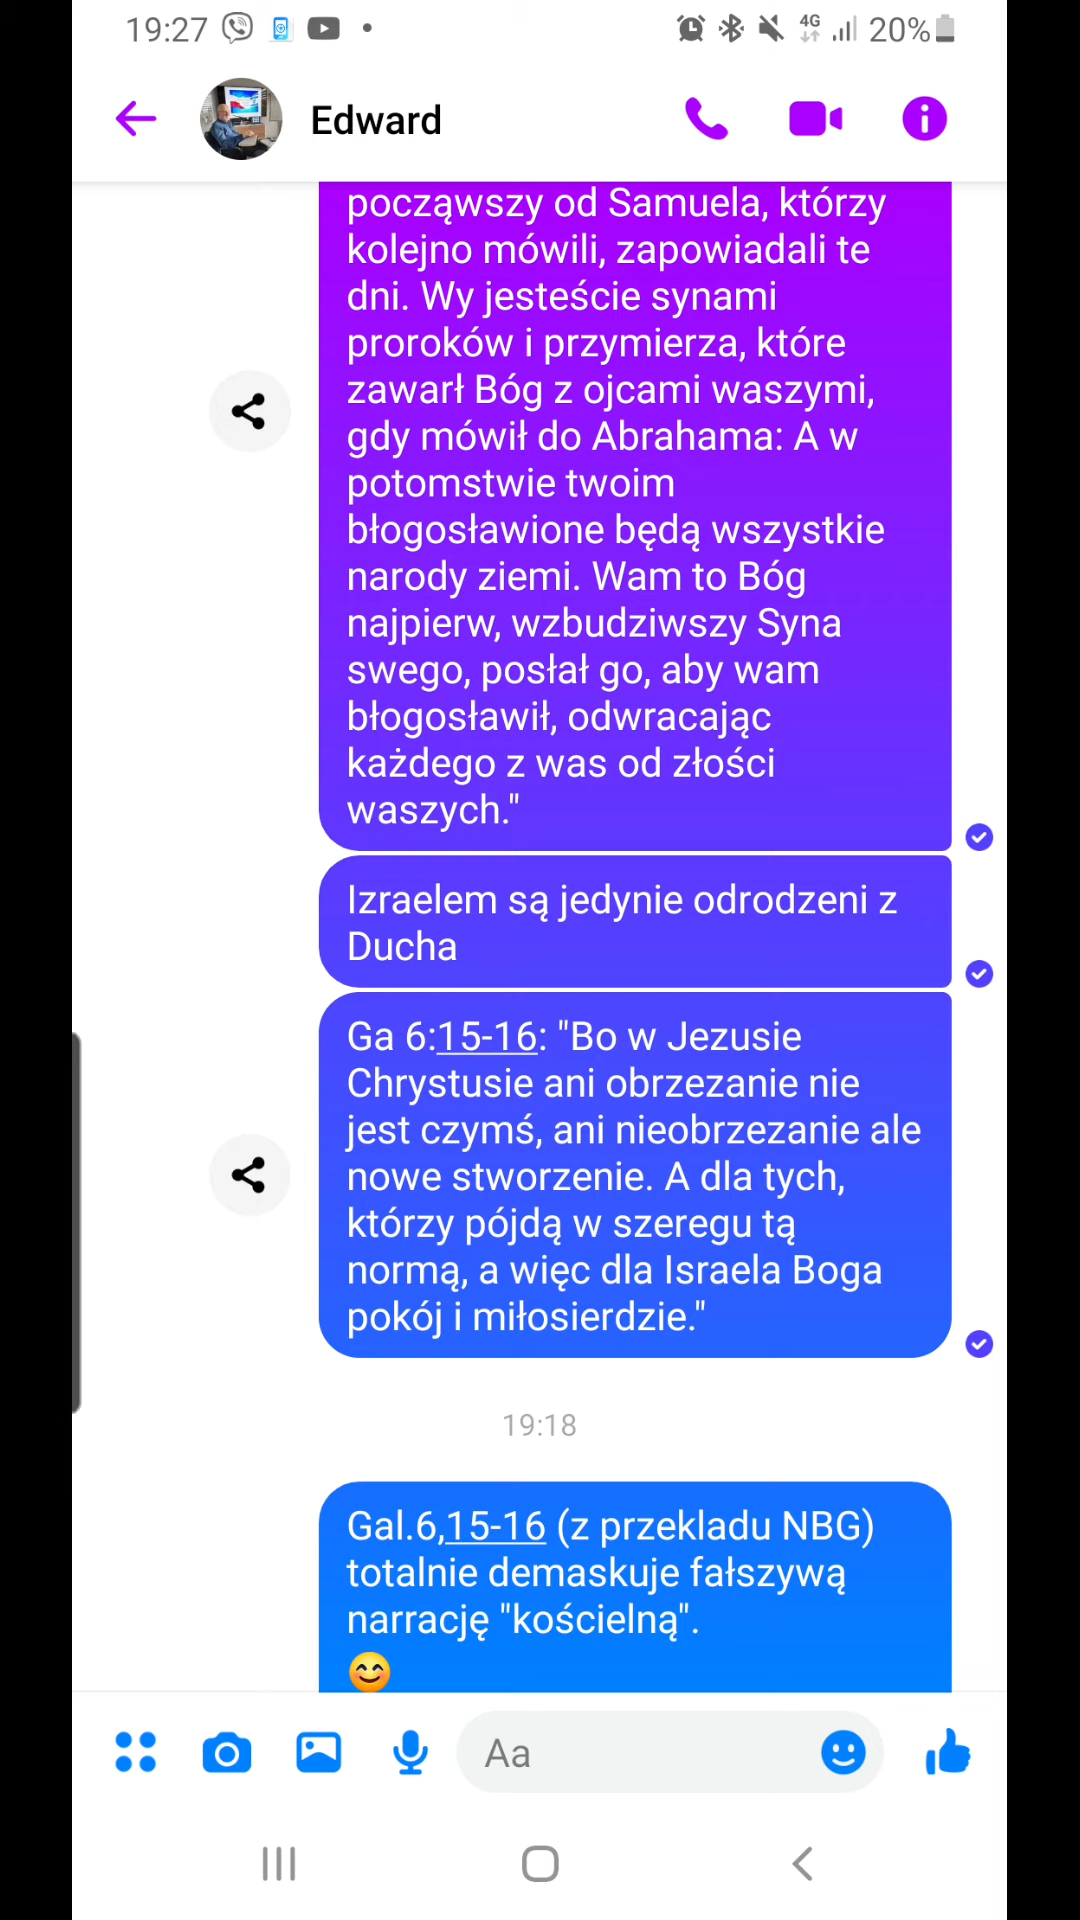 19:27
4G
20%
Edward
począwszy od Samuela, którzy
kolejno mówili, zapowiadali te
dni. Wy jesteście synami
proroków i przymierza, które
zawarł Bóg z ojcami waszymi,
gdy mówił do Abrahama: A w
potomstwie twoim
błogosławione będą wszystkie
narody ziemi. Wam to Bóg
najpierw, wzbudziwszy Syna
swego, posłał go, aby wam
błogosławił, odwracając
każdego z was od złości
waszych."
Izraelem są jedynie odrodzeni z
Ducha
Ga 6:15-16: "Bo w Jezusie
Chrystusie ani obrzezanie nie
jest czymś, ani nieobrzezanie ale
nowe stworzenie. A dla tych,
którzy pójdą w szeregu tą
normą, a więc dla Israela Boga
pokój i miłosierdzie."
19:18
Gal.6,15-16 (z przekladu NBG)
totalnie demaskuje fałszywą
narrację "kościelną".
😊
Aa